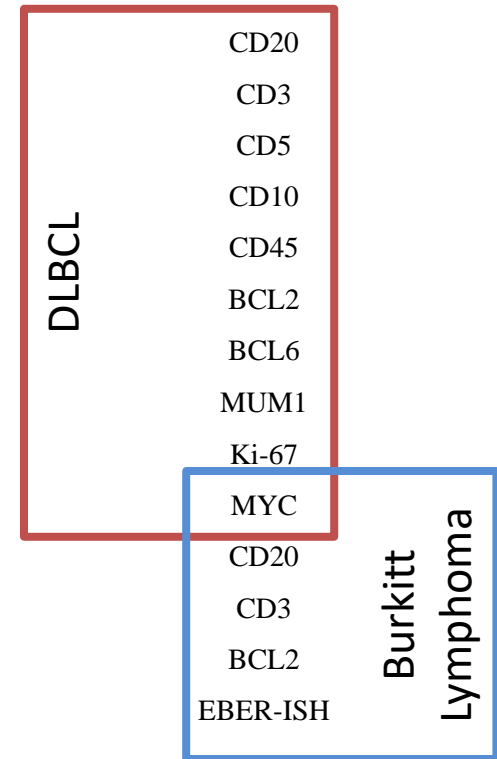 DLBCL
CD20
CD3
CD5
CD10
CD45
BCL2
BCL6
MUM1
Ki-67
MYC
CD20
CD3
BCL2
EBER-ISH
Burkitt
Lymphoma